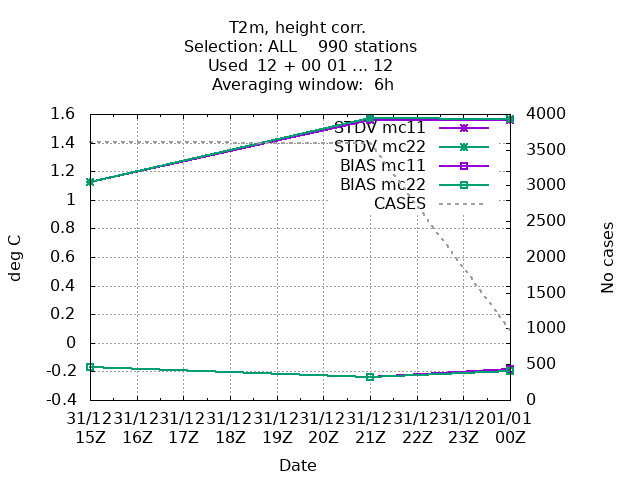 T2m, height corr.
Selection: ALL    990 stations
Used  12 + 00 01 ... 12
Averaging window:  6h
1.6
1.4
1.2
1
0.8
0.6
0.4
0.2
0
-0.2
-0.4
deg C
4000
3500
3000
2500
2000
1500
1000
500
0
No cases
STDV mc11
STDV mc22
BIAS mc11
BIAS mc22
CASES
31/12 31/12 31/12 31/12 31/12 31/12 31/12 31/12 31/12 01/01
15Z 16Z 17Z 18Z 19Z 20Z 21Z 22Z 23Z 00Z
Date